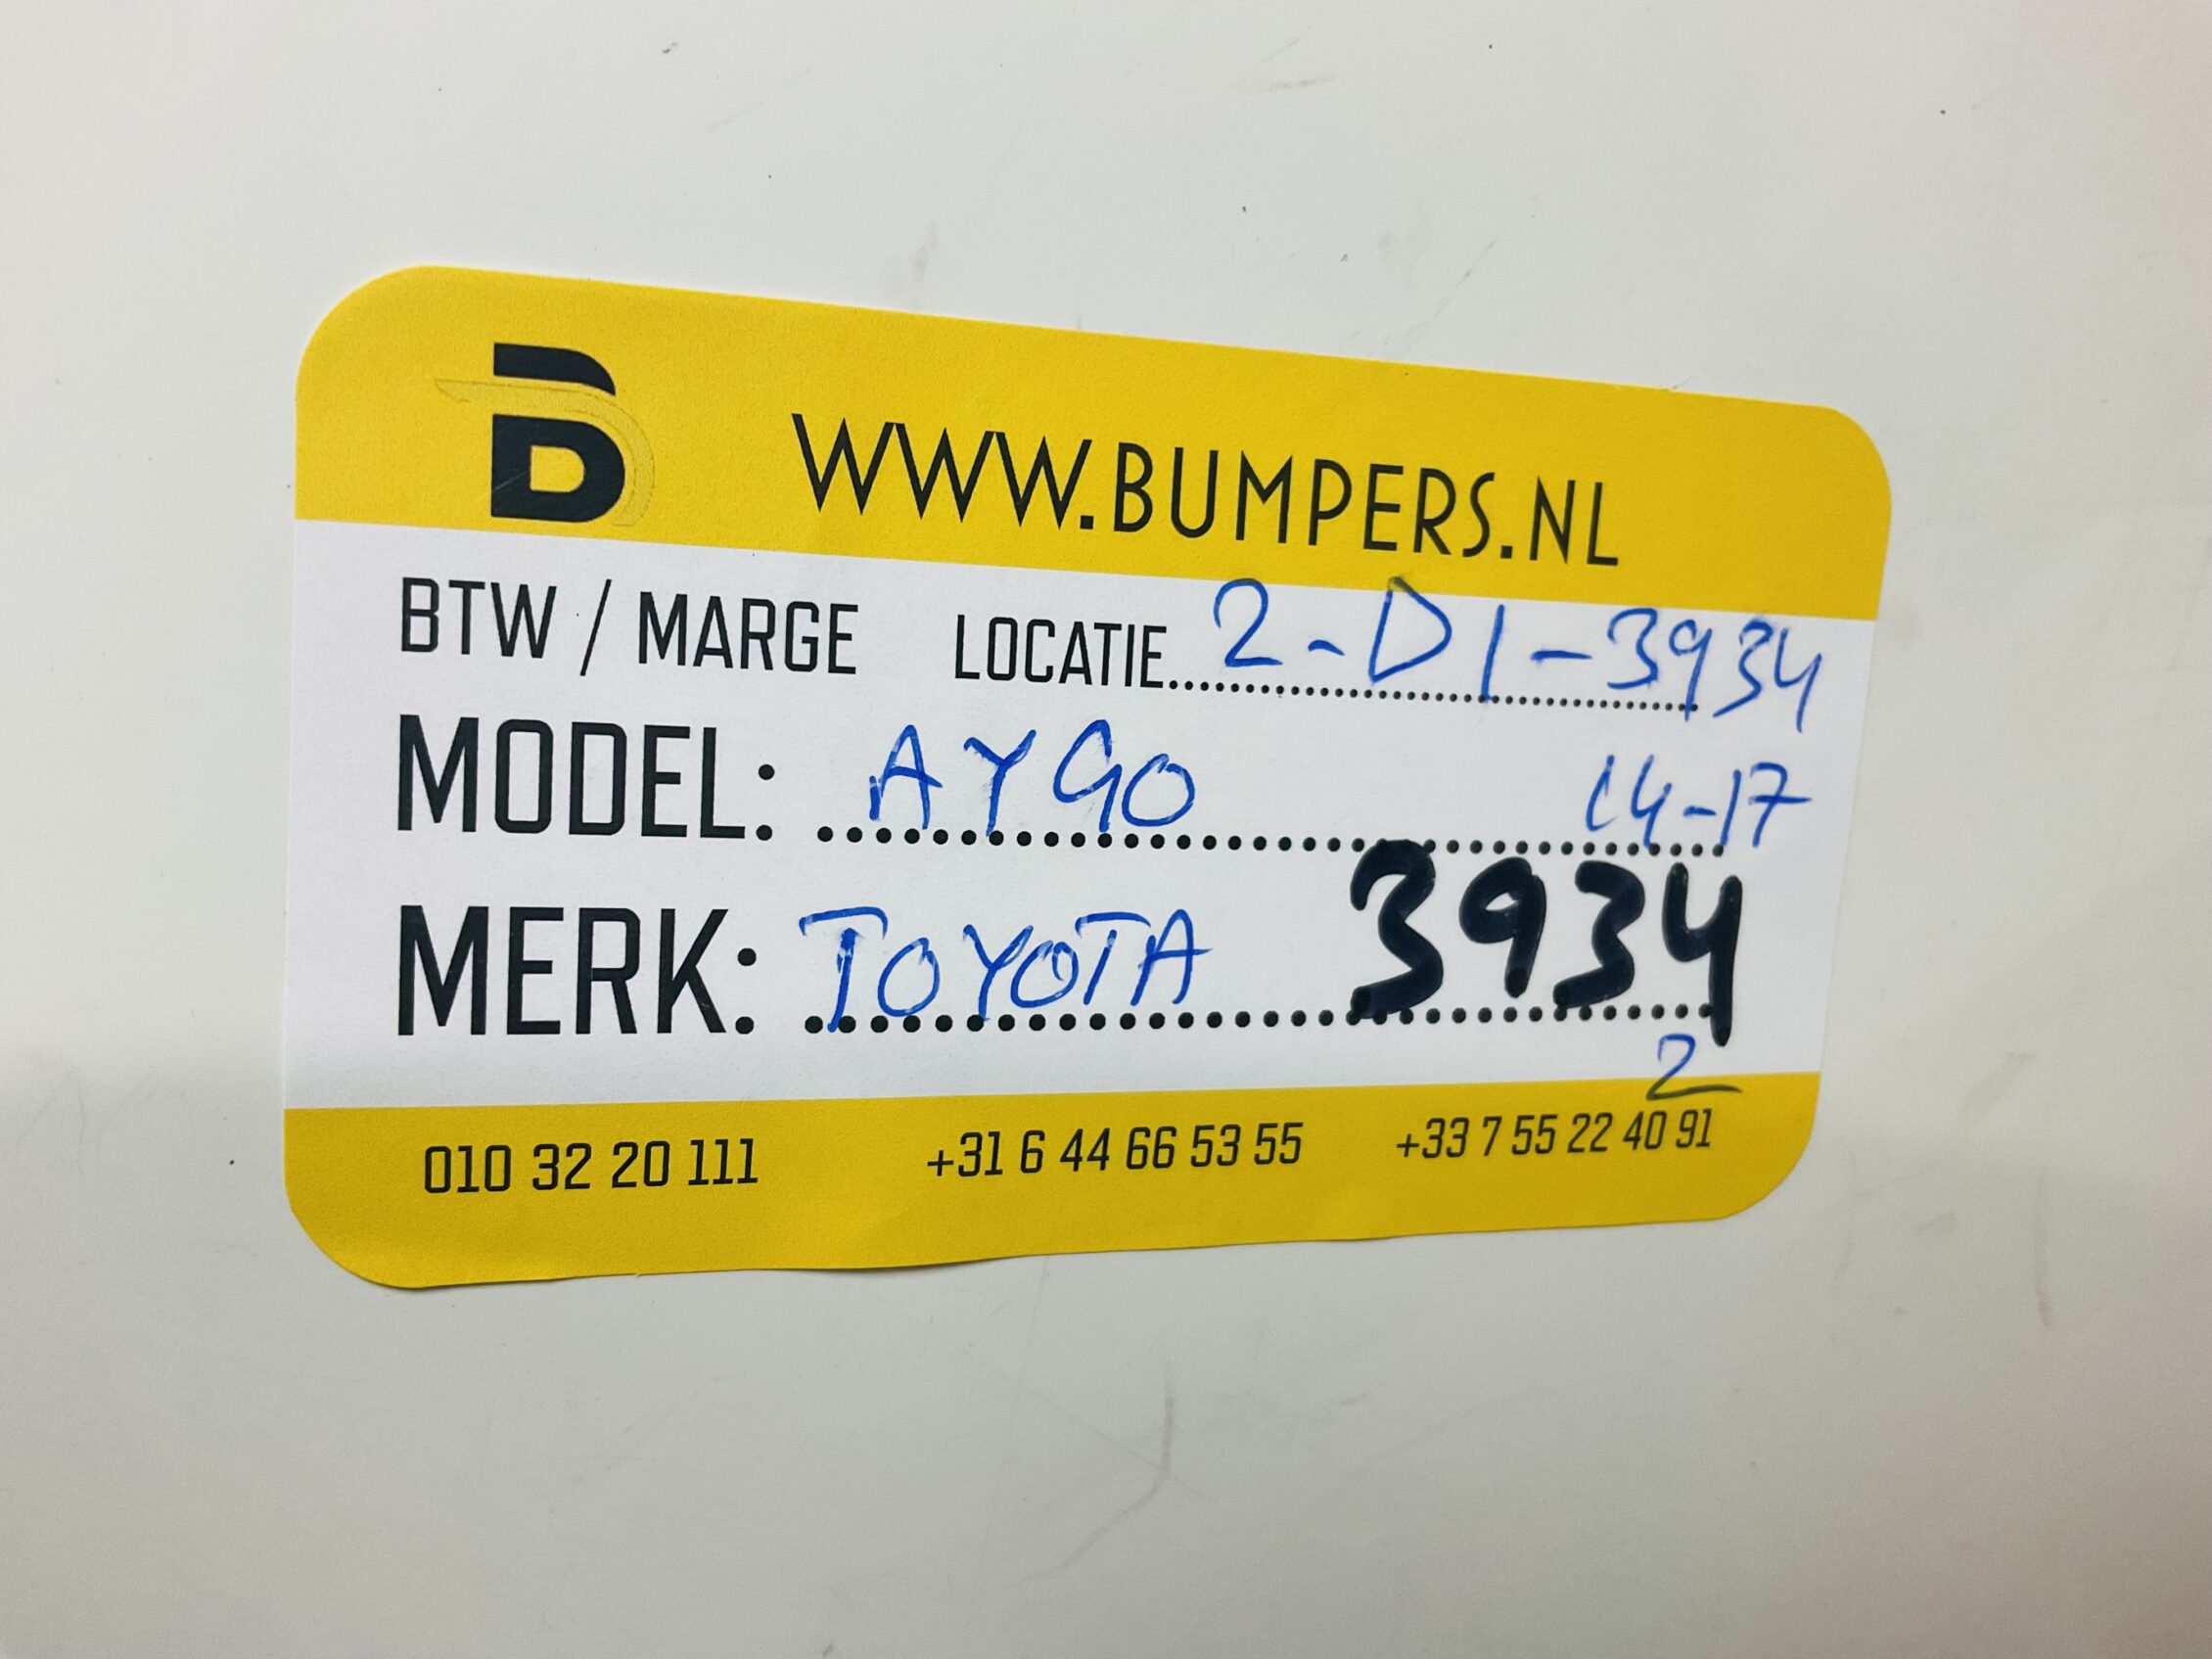 B WWW.BUMPERS.NL
BTW / MARGE LOCATIE........2-D1-3934
MODEL: AYGO 14-17
MERK: TOYOTA 3934
2
010 32 20 111 +31 6 44 66 53 55 +33 7 55 22 40 91